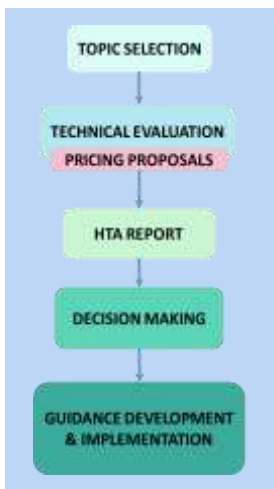 TOPIC SELECTION
TECHNICAL EVALUATION
PRICING PROPOSALS
HTA REPORT
DECISION MAKING
GUIDANCE DEVELOPMENT
& IMPLEMENTATION